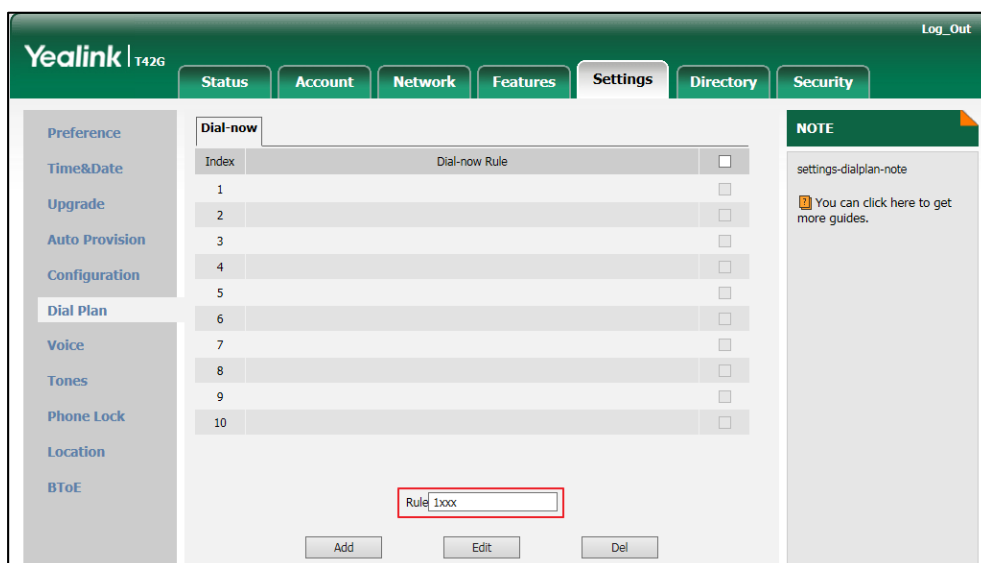 Log_Out
Yealink | T42G
Status Account Network Features Settings Directory Security
Preference
Time&Date
Upgrade
Auto Provision
Configuration
Dial Plan
Voice
Tones
Phone Lock
Location
BToE
Dial-now
Index Dial-now Rule
1
2
3
4
5
6
7
8
9
10
Rule 1xxx
Add Edit Del
NOTE
settings-dialplan-note
You can click here to get
more guides.